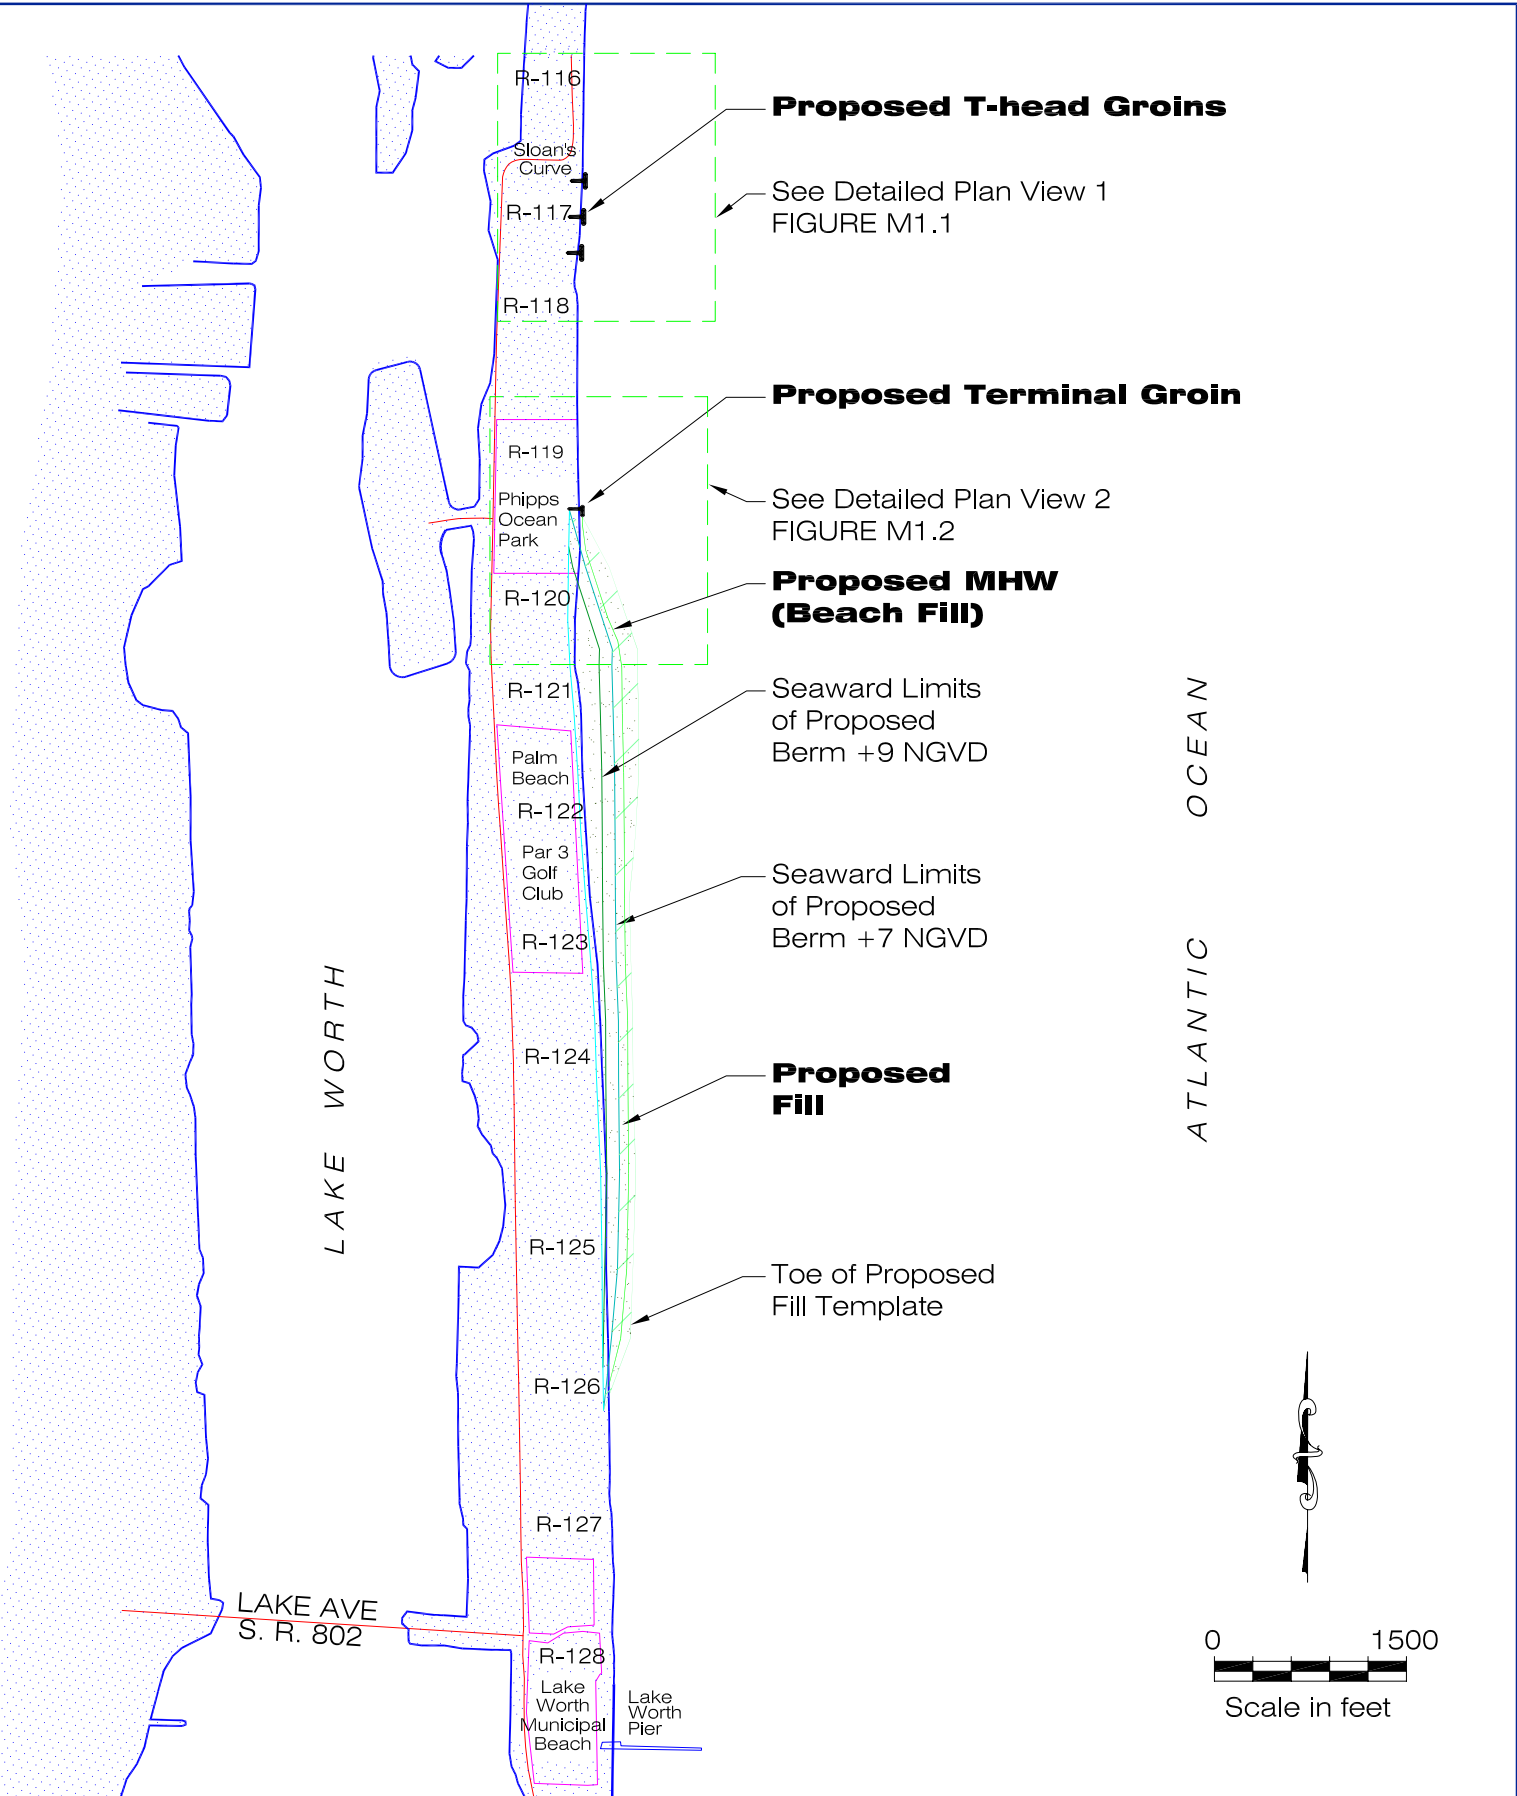 R-116
Proposed T-head Groins
Sloan's
Curve
See Detailed Plan View 1
FIGURE M1.1
R-117
R-118
Proposed Terminal Groin
R-119
Phipps
Ocean
Park
See Detailed Plan View 2
FIGURE M1.2
Proposed MHW
(Beach Fill)
R-120
R-121
Seaward Limits
of Proposed
Berm +9 NGVD
Palm
Beach
R-122
Par 3
Golf
Club
Seaward Limits
of Proposed
Berm +7 NGVD
R-123
ATLANTIC OCEAN
LAKE WORTH
R-124
Proposed
Fill
R-125
Toe of Proposed
Fill Template
R-126
R-127
LAKE AVE
S. R. 802
R-128
Lake
Worth
Municipal
Beach
Lake
Worth
Pier
0 1500
Scale in feet